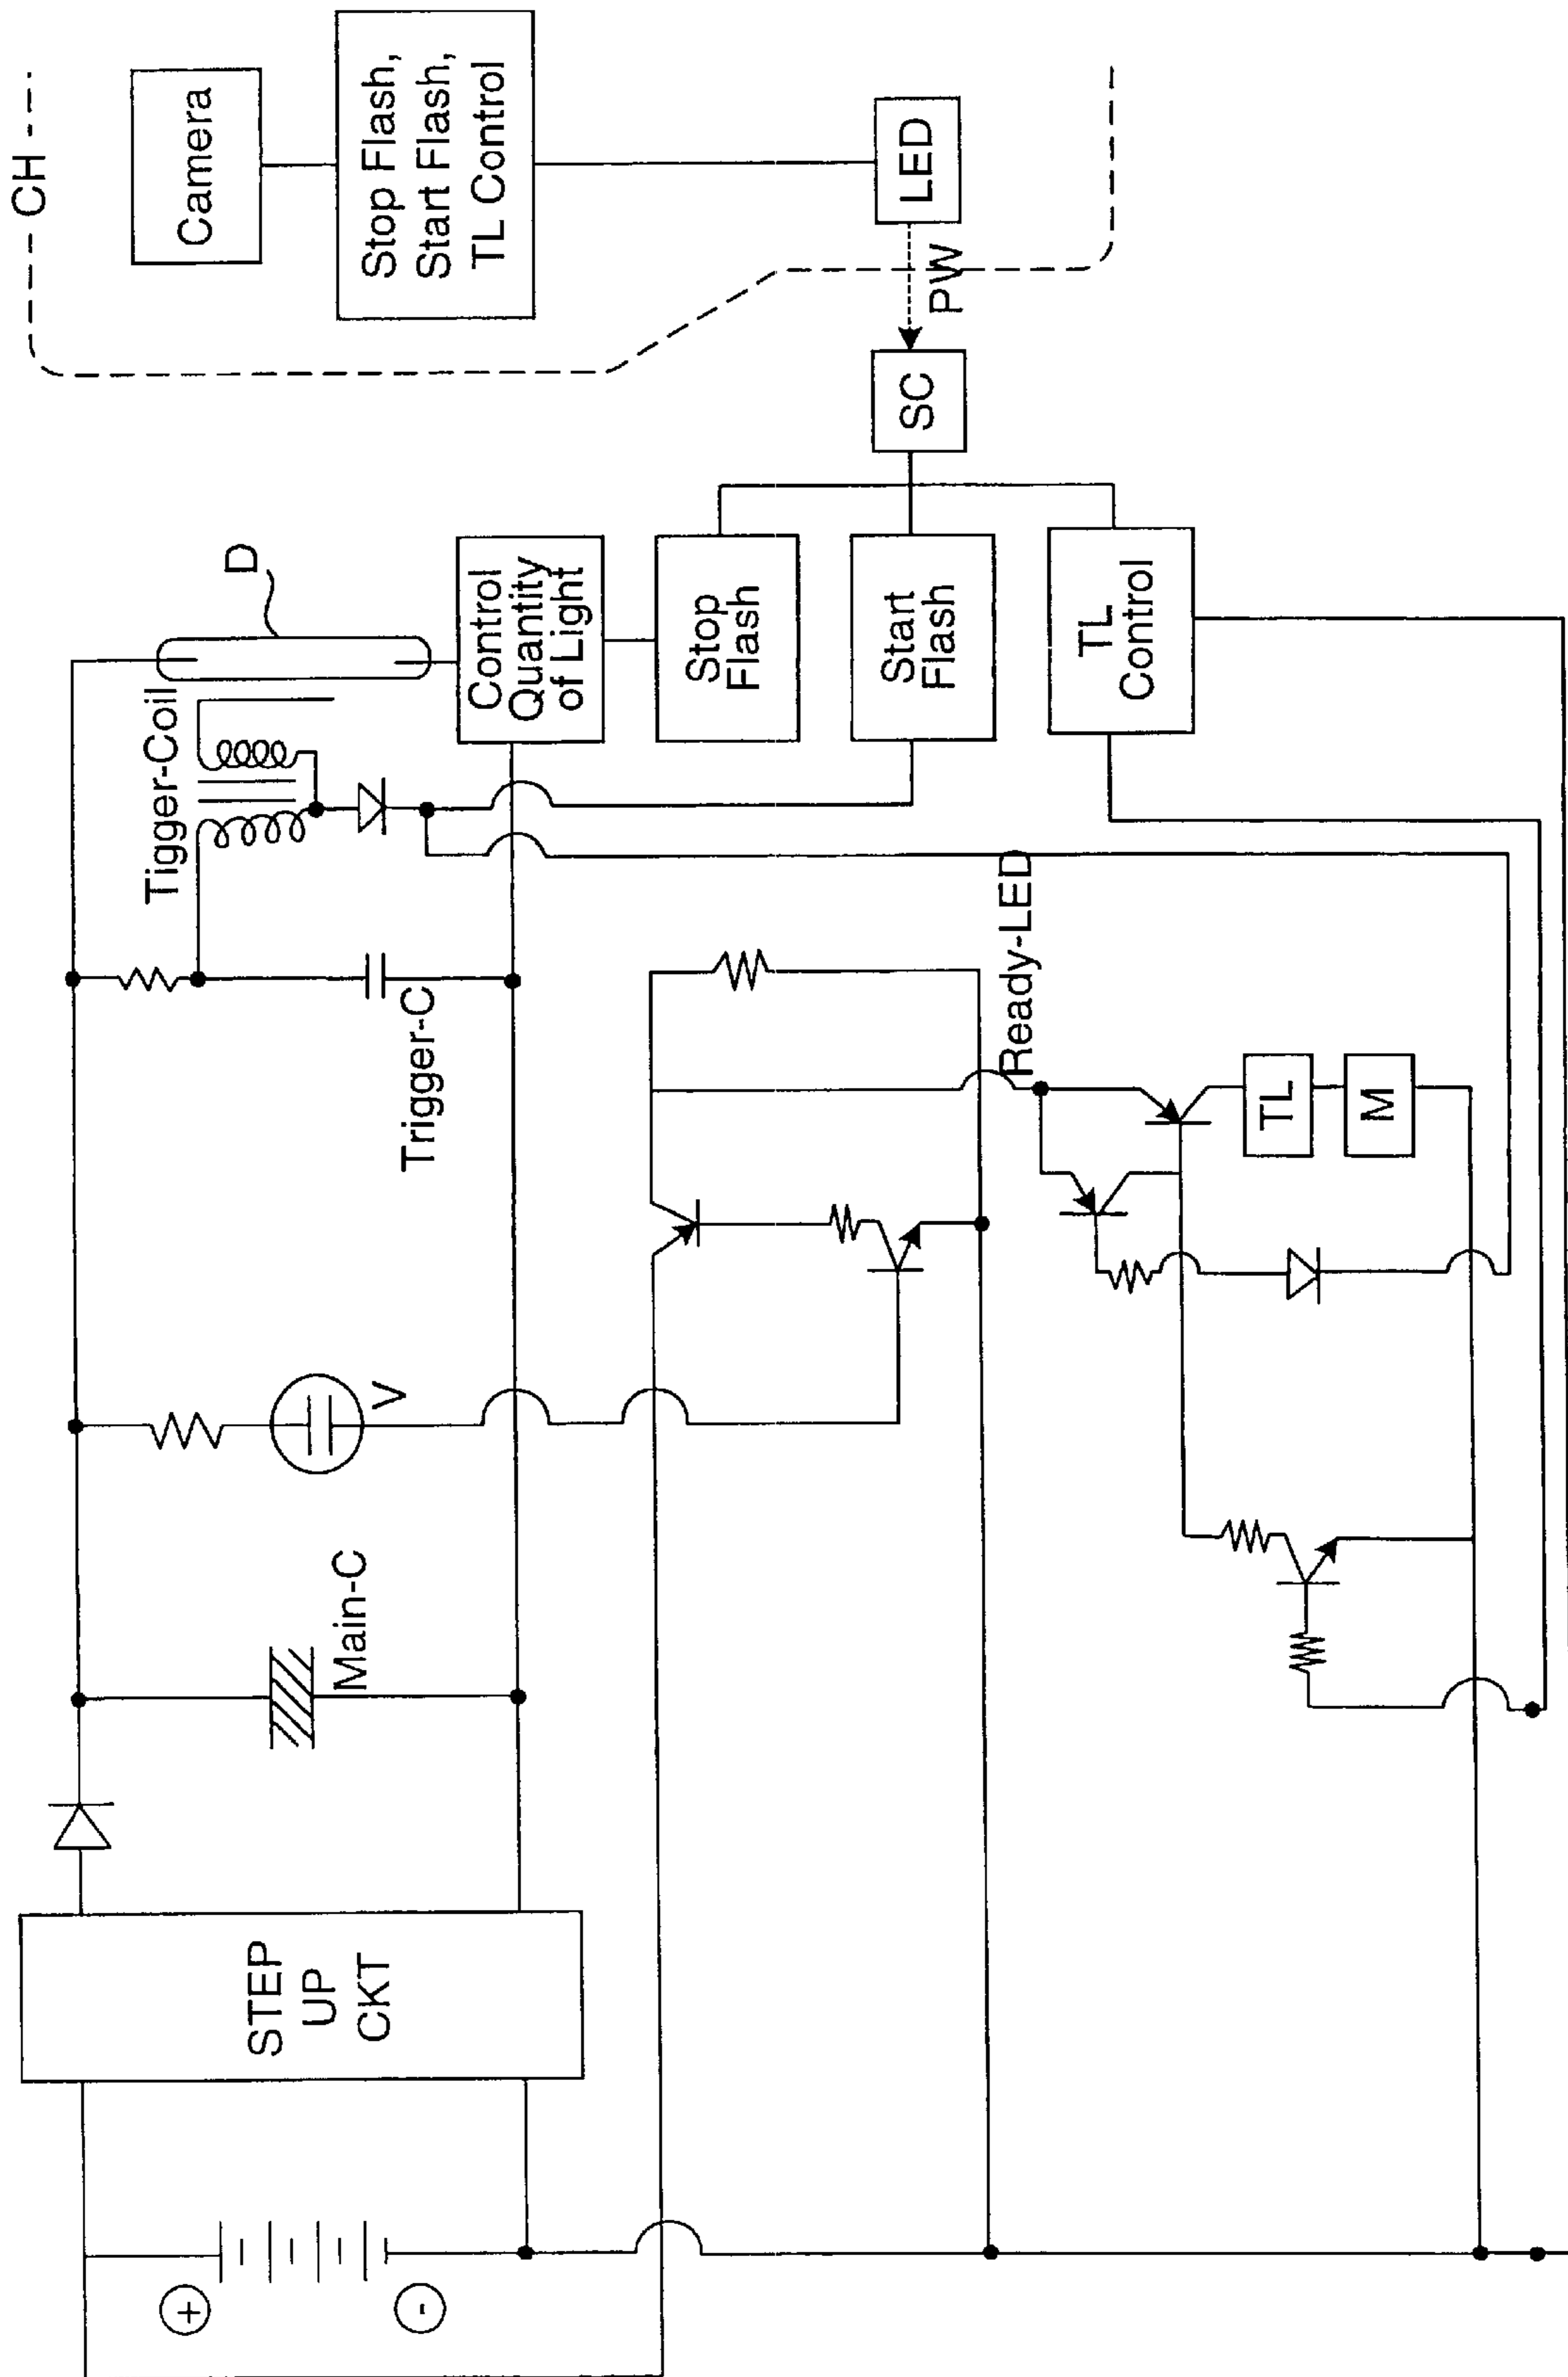 CH
Camera
Stop Flash,
Start Flash,
TL Control
LED
PW
SC
D
Tigger-Coil
Control
Quantity
of Light
Stop
Flash
Start
Flash
TL
Control
Trigger-C
Ready-LED
TL
M
V
Main-C
STEP
UP
CKT
+
-